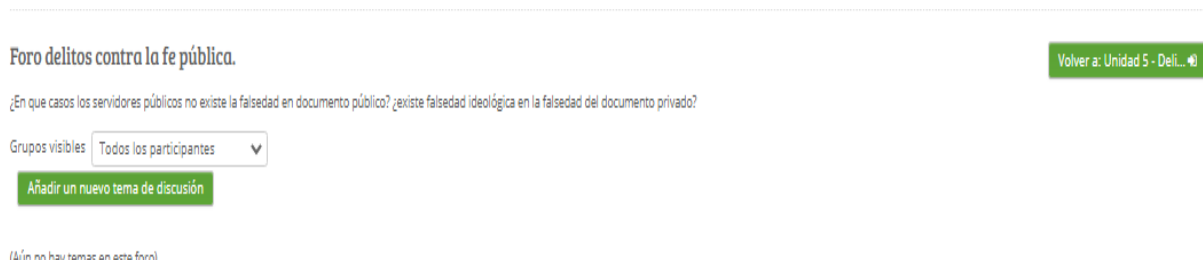 Foro delitos contra la fe pública.
Volver a: Unidad 5 - Deli...
¿En que casos los servidores públicos no existe la falsedad en documento público? ¿existe falsedad ideológica en la falsedad del documento privado?
Grupos visibles Todos los participantes
Añadir un nuevo tema de discusión
(Aún no hay temas en este foro)